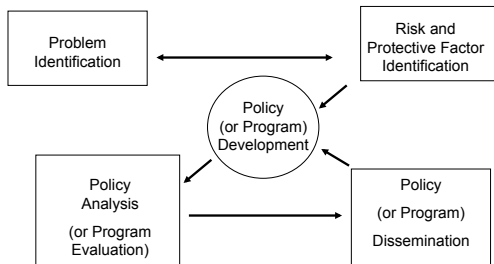 Problem
Identification
Risk and
Protective Factor
Identification
Policy
(or Program)
Development
Policy
Analysis
(or Program
Evaluation)
Policy
(or Program)
Dissemination